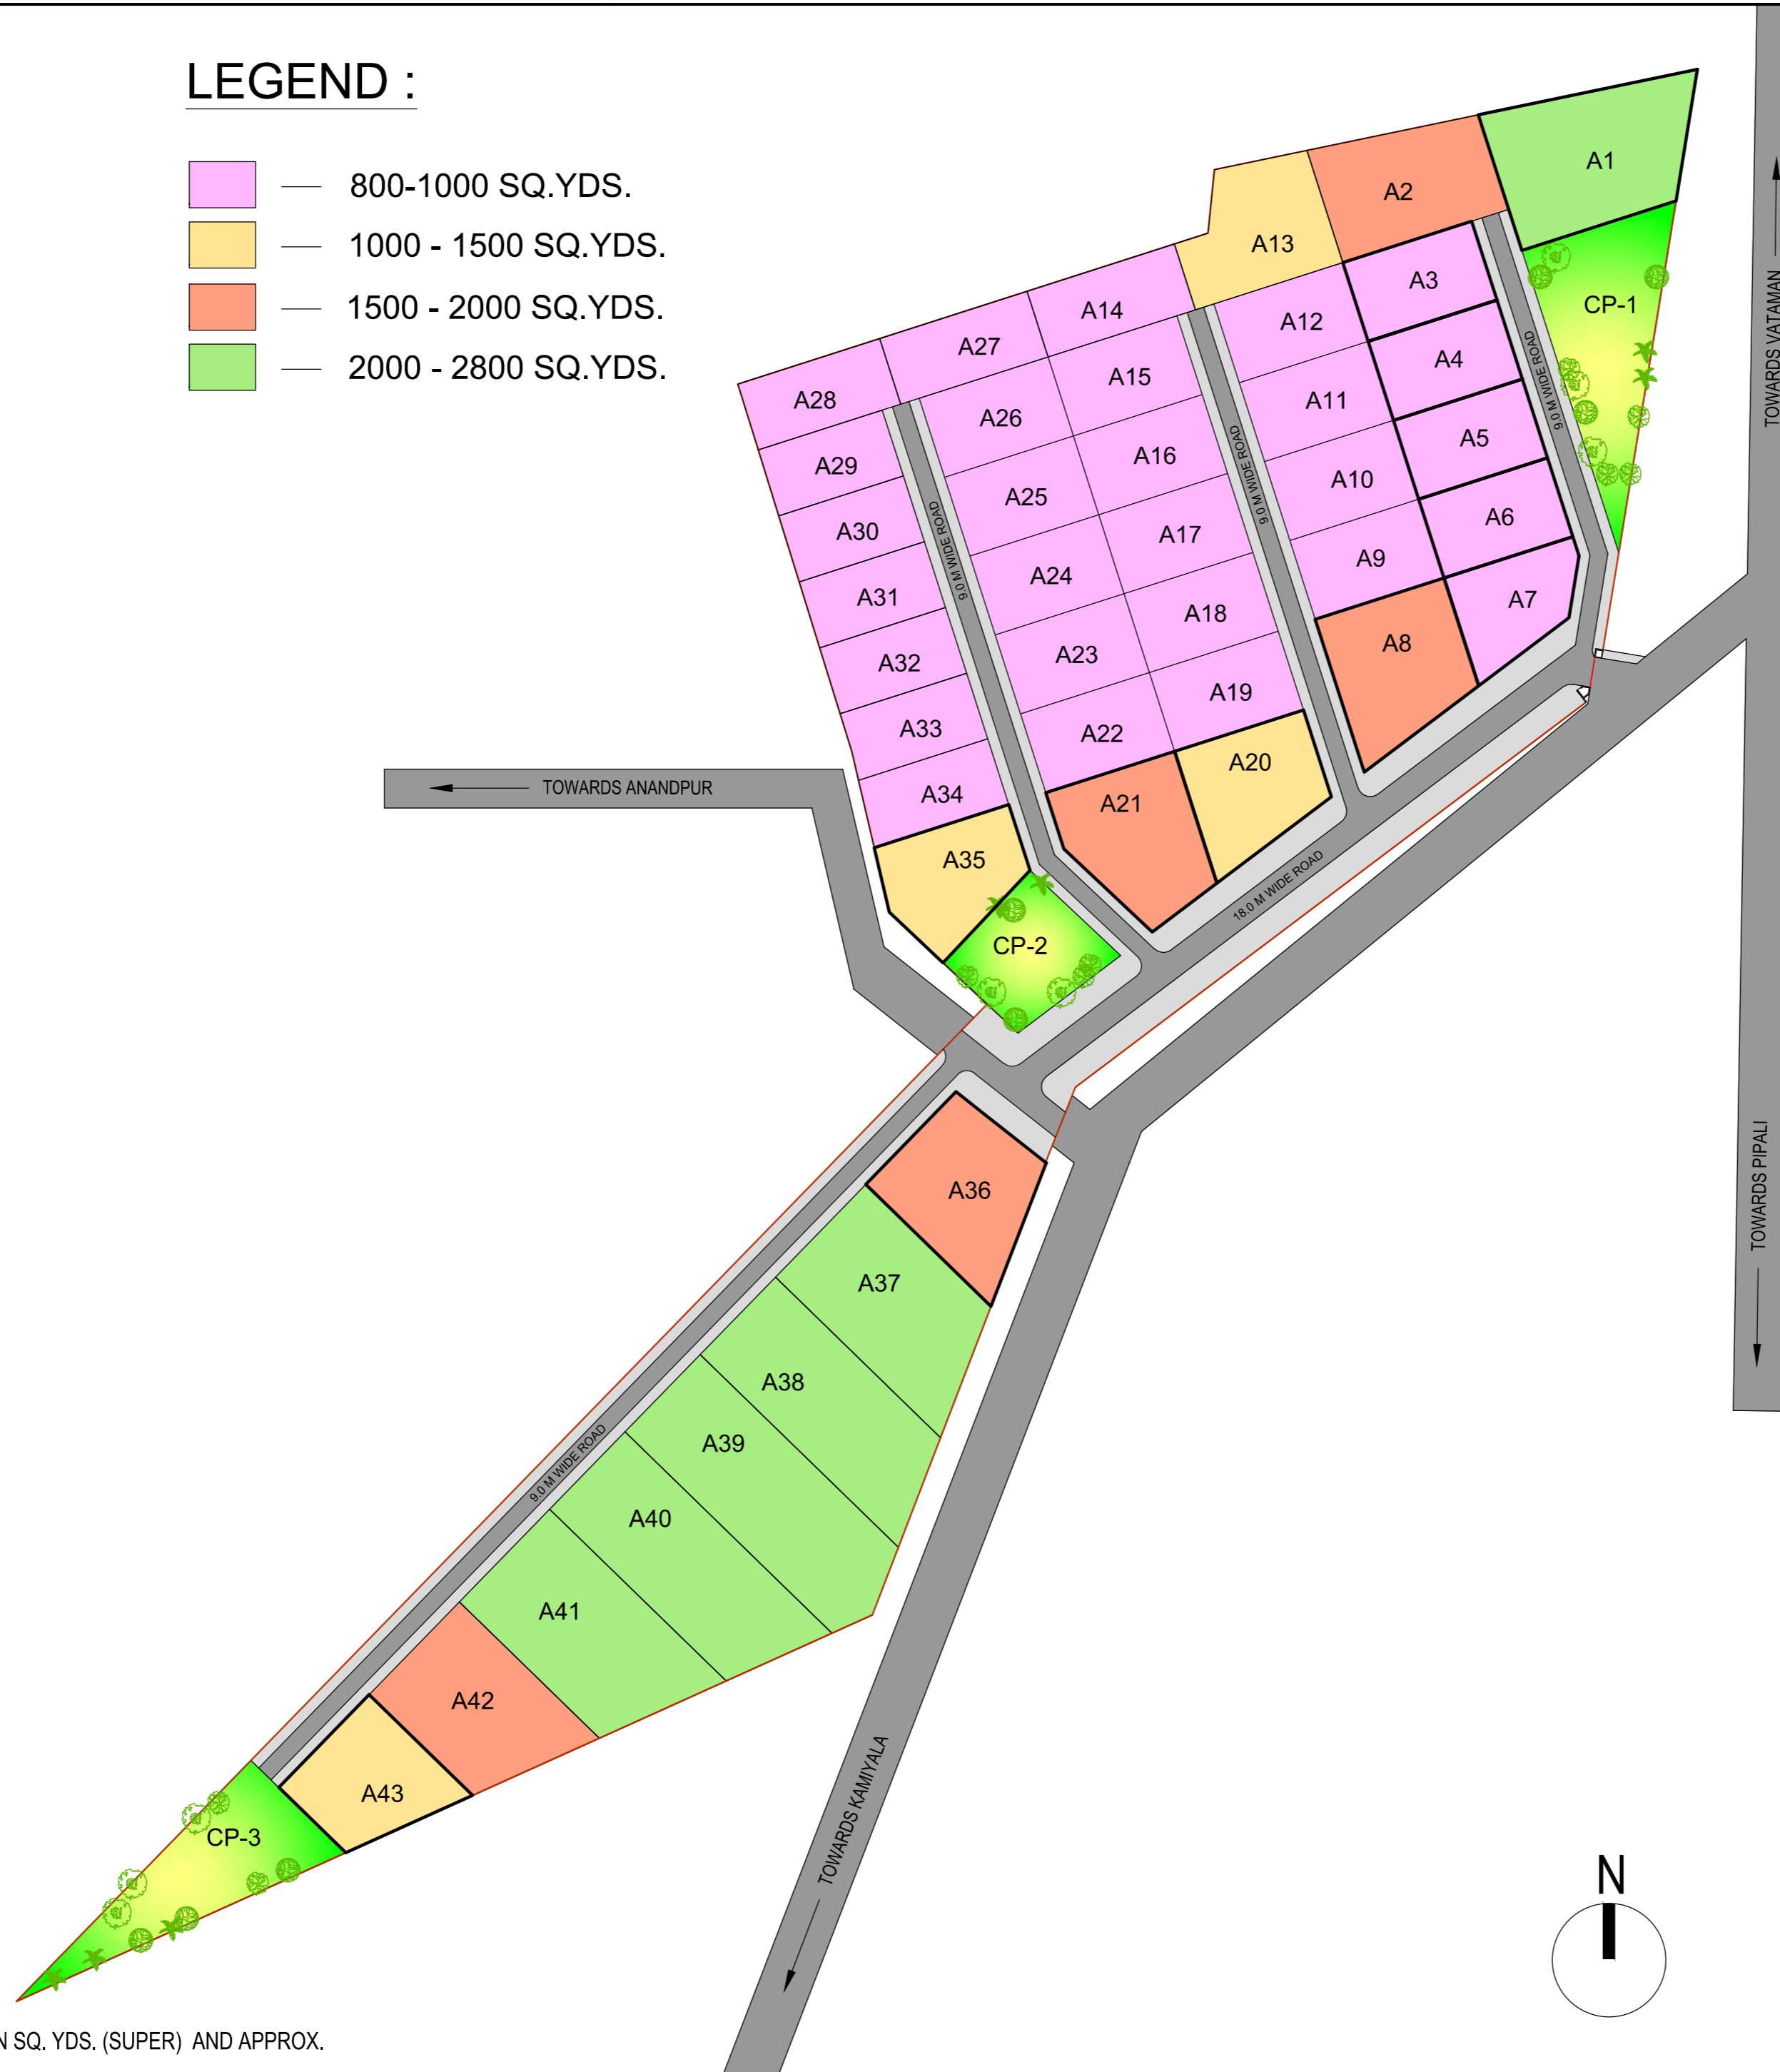 LEGEND :
800-1000 SQ.YDS.
1000 - 1500 SQ.YDS.
1500 - 2000 SQ.YDS.
2000 - 2800 SQ.YDS.
A1
A2
A13
A3
CP-1
A14
A12
A27
A4
A15
A28
A11
A26
A5
A16
A29
A10
A25
A6
A17
A30
A9
A24
A7
A31
A18
A8
A23
A32
A19
A33
A22
A20
A34
A21
A35
CP-2
9.0 M WIDE ROAD
9.0 M WIDE ROAD
9.0 M WIDE ROAD
18.0 M WIDE ROAD
TOWARDS VATAMAN
TOWARDS ANANDPUR
TOWARDS PIPALI
A36
A37
A38
A39
A40
A41
A42
A43
CP-3
9.0 M WIDE ROAD
TOWARDS KAMIYALA
N
SQ. YDS. (SUPER) AND APPROX.